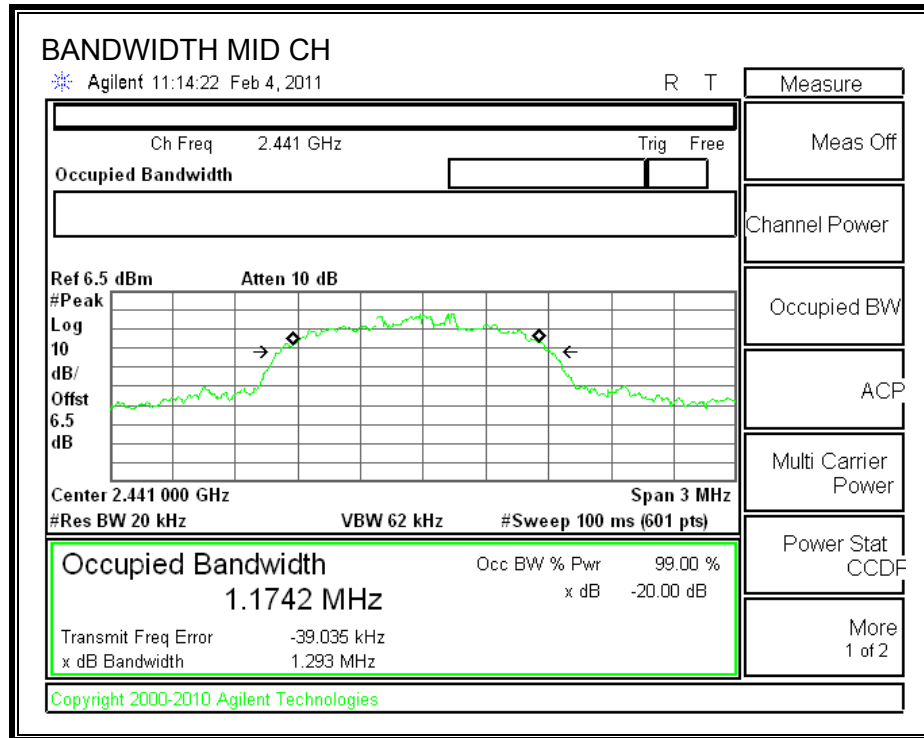 BANDWIDTH MID CH
Agilent 11:14:22 Feb 4, 2011 R T
Measure
Ch Freq 2.441 GHz Trig Free
Meas Off
Occupied Bandwidth
Channel Power
Ref 6.5 dBm Atten 10 dB
#Peak
Log
10
dB/
Offst
6.5
dB
Occupied BW
ACP
Multi Carrier
Power
Center 2.441 000 GHz Span 3 MHz
#Res BW 20 kHz VBW 62 kHz #Sweep 100 ms (601 pts)
Power Stat
CCDF
Occupied Bandwidth
1.1742 MHz
Occ BW % Pwr 99.00 %
x dB -20.00 dB
Transmit Freq Error -39.035 kHz
x dB Bandwidth 1.293 MHz
More
1 of 2
Copyright 2000-2010 Agilent Technologies